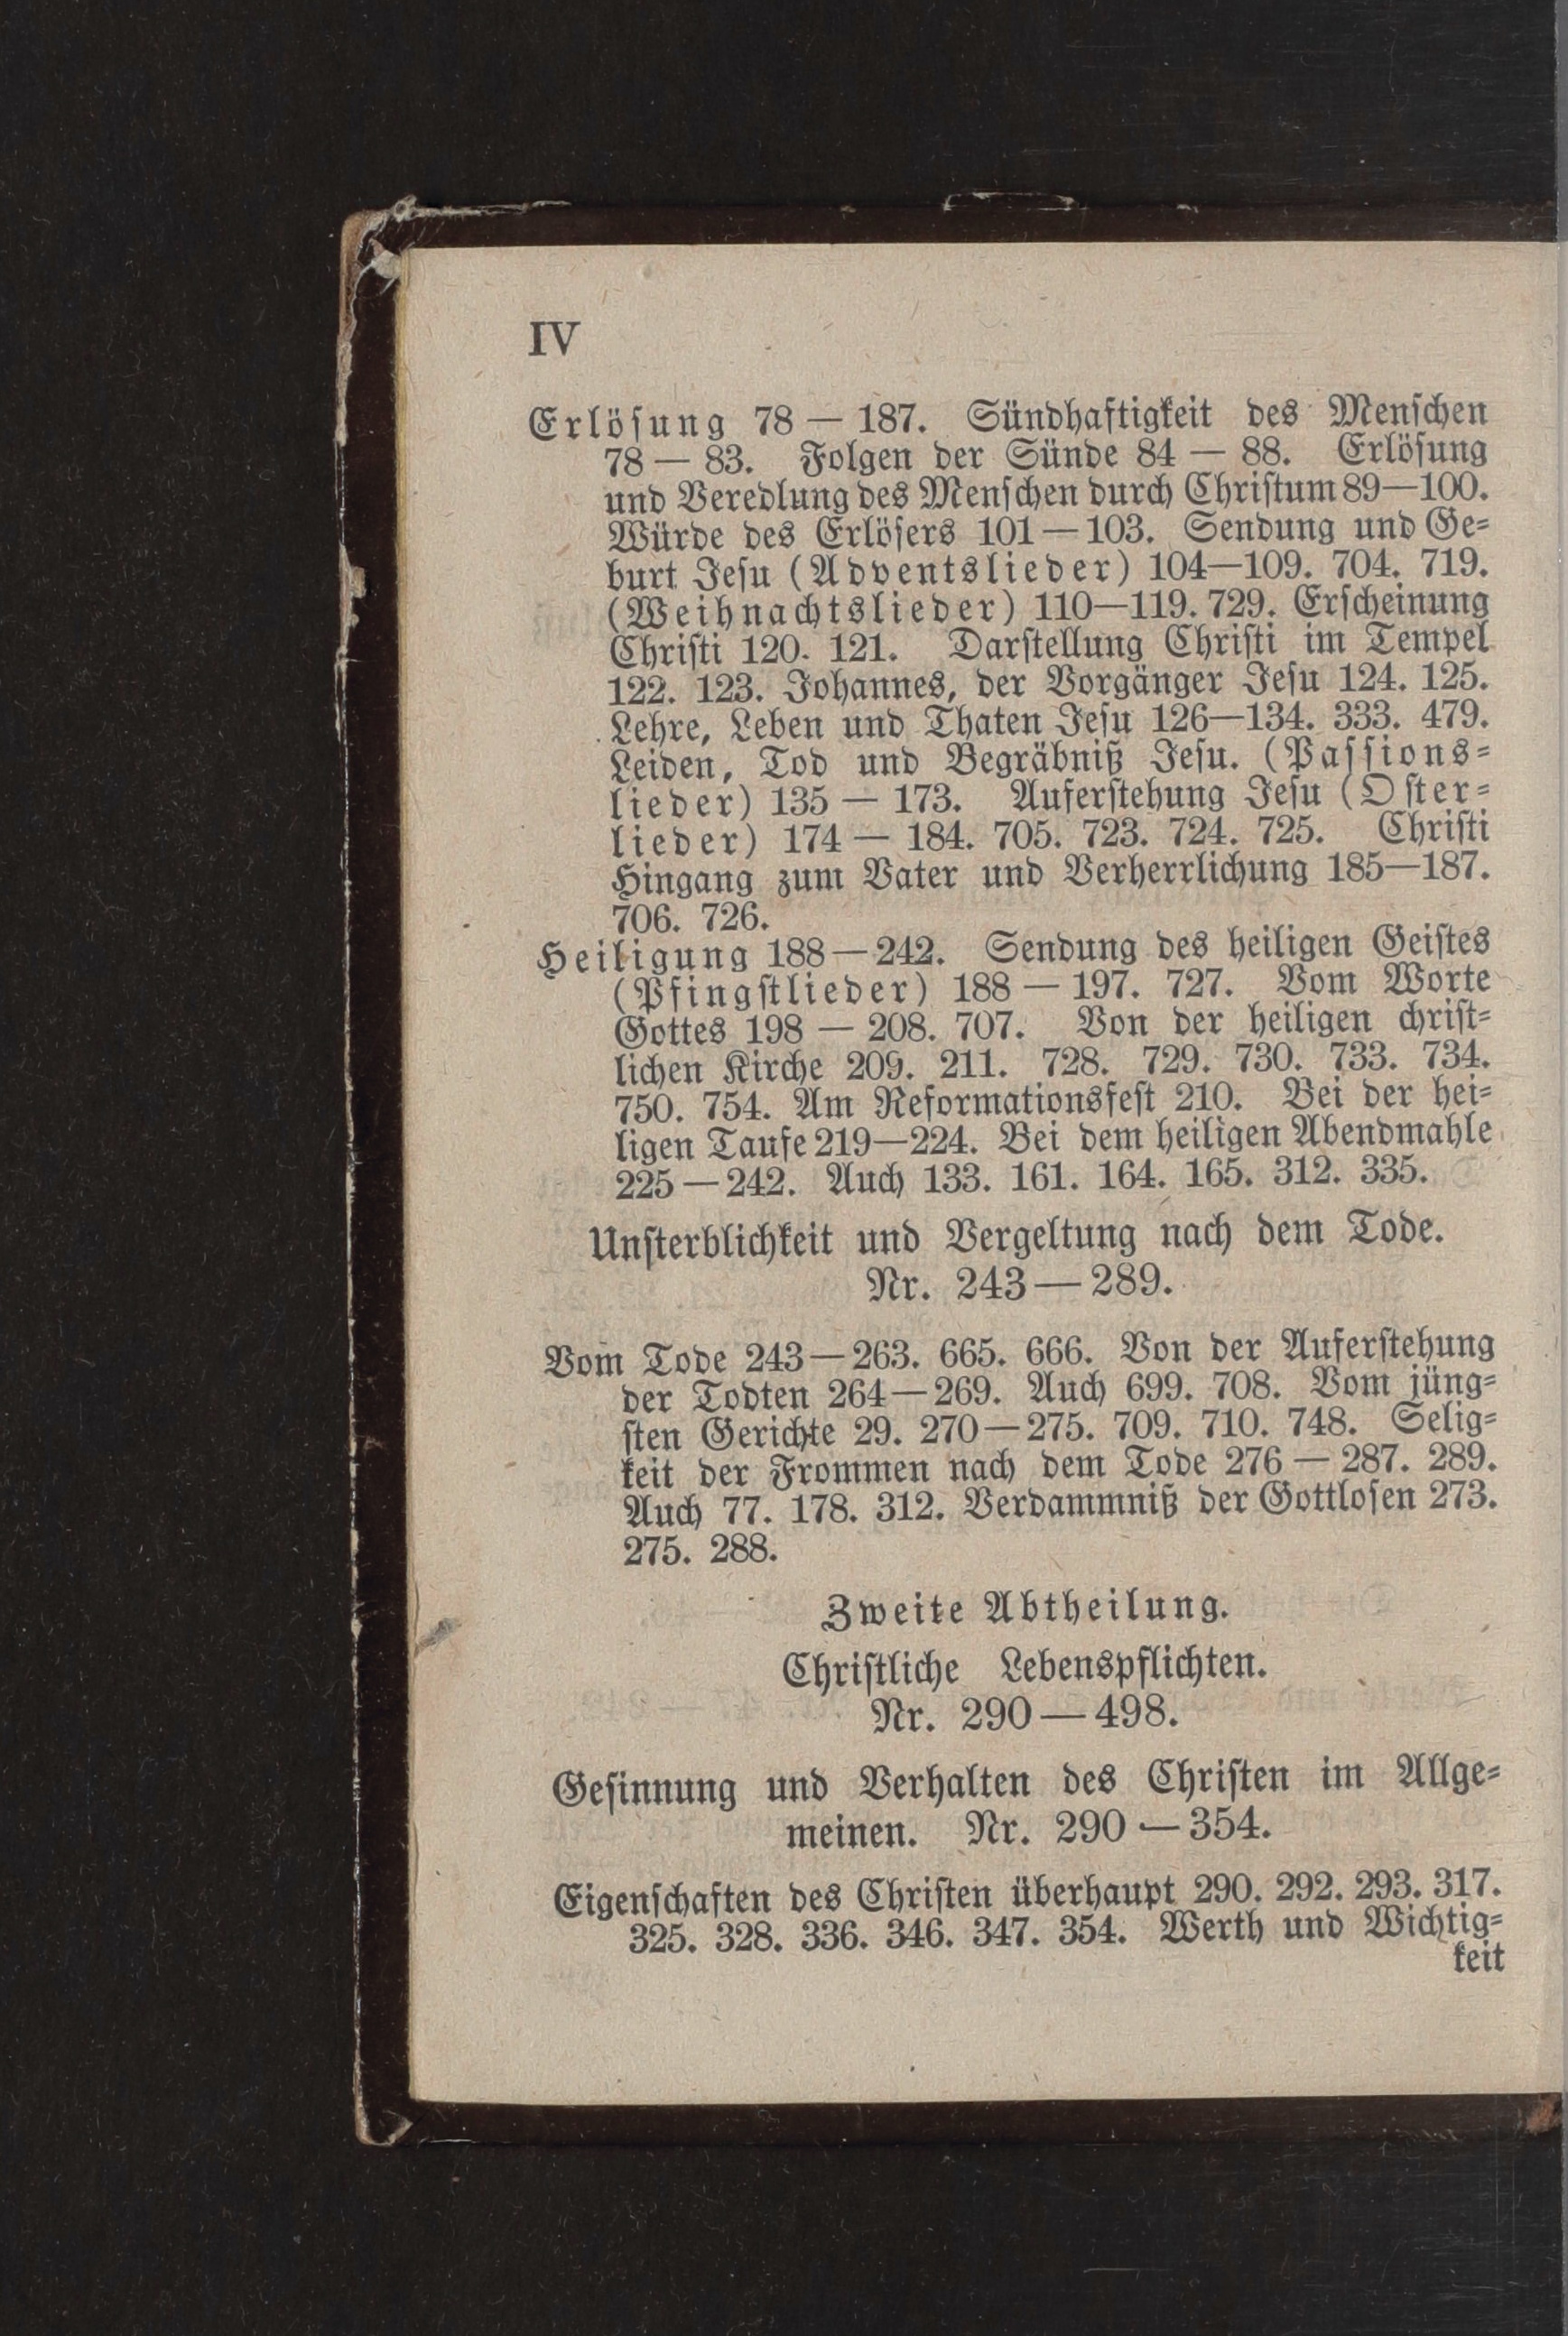 IV
Erlöſung 78 — 187. Sündhaftigkeit des Menſchen
78 — 83. Folgen der Sünde 84 — 88. Erlöſung
und Veredlung des Menſchen durch Chriſtum 89—100.
Würde des Erlöſers 101 — 103. Sendung und Ge⸗
burt Jeſu (Adventslieder) 104—109. 704. 719.
(Weihnachtslieder) 110—119. 729. Erſcheinung
Chriſti 120. 121. Darſtellung Chriſti im Tempel
122. 123. Johannes, der Vorgänger Jeſu 124. 125.
Lehre, Leben und Thaten Jeſu 126—134. 333. 479.
Leiden, Tod und Begräbniß Jeſu. (Paſſions⸗
lieder) 135 — 173. Auferſtehung Jeſu (Oſter⸗
lieder) 174 — 184. 705. 723. 724. 725. Chriſti
Hingang zum Vater und Verherrlichung 185—187.
706. 726.
Heiligung 188 — 242. Sendung des heiligen Geiſtes
(Pfingſtlieder) 188 — 197. 727. Vom Worte
Gottes 198 — 208. 707. Von der heiligen chriſt⸗
lichen Kirche 209. 211. 728. 729. 730. 733. 734.
750. 754. Am Reformationsfeſt 210. Bei der hei⸗
ligen Taufe 219—224. Bei dem heiligen Abendmahle
225 — 242. Auch 133. 161. 164. 165. 312. 335.
Unſterblichkeit und Vergeltung nach dem Tode.
Nr. 243 — 289.
Vom Tode 243 — 263. 665. 666. Von der Auferſtehung
der Todten 264 — 269. Auch 699. 708. Vom jüng⸗
ſten Gerichte 29. 270 — 275. 709. 710. 748. Selig⸗
keit der Frommen nach dem Tode 276 — 287. 289.
Auch 77. 178. 312. Verdammniß der Gottloſen 273.
275. 288.
Zweite Abtheilung.
Chriſtliche Lebenspflichten.
Nr. 290 — 498.
Geſinnung und Verhalten des Chriſten im Allge⸗
meinen. Nr. 290 — 354.
Eigenſchaften des Chriſten überhaupt 290. 292. 293. 317.
325. 328. 336. 346. 347. 354. Werth und Wichtig⸗
keit